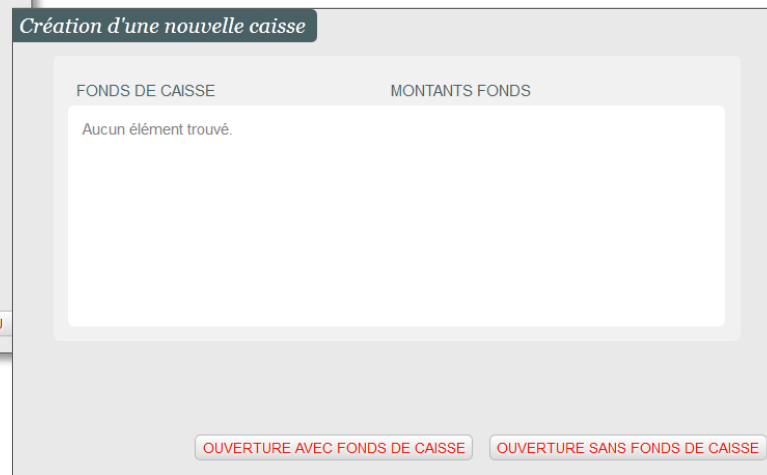 Création d'une nouvelle caisse
FONDS DE CAISSE MONTANTS FONDS
Aucun élément trouvé.
OUVERTURE AVEC FONDS DE CAISSE OUVERTURE SANS FONDS DE CAISSE